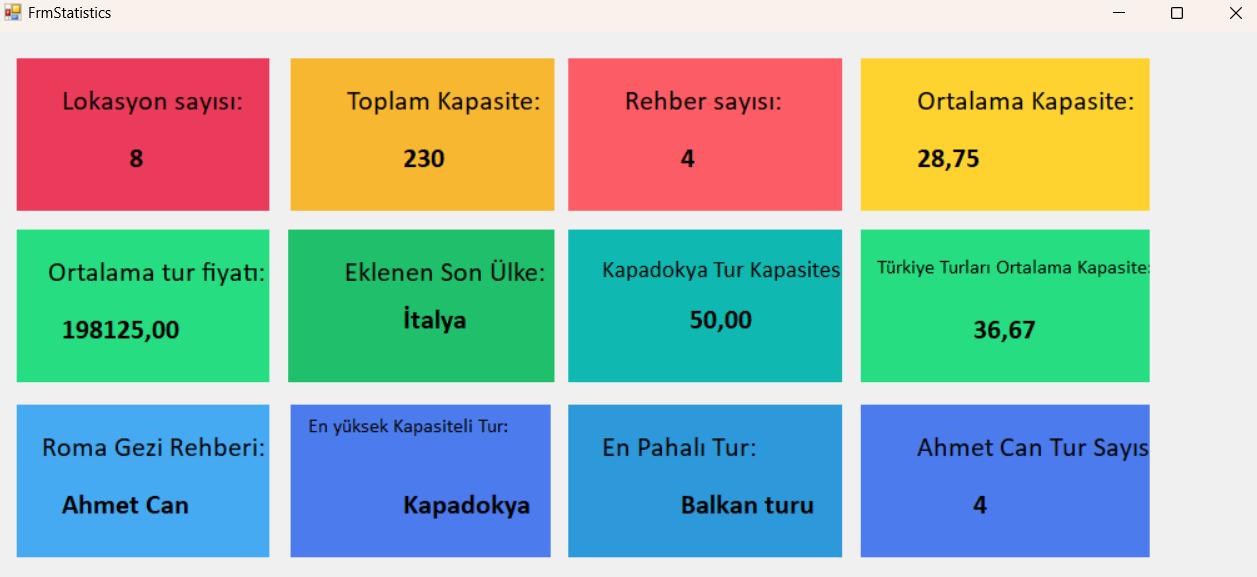 FrmStatistics
Lokasyon sayısı:
8
Toplam Kapasite:
230
Rehber sayısı:
4
Ortalama Kapasite:
28,75
Ortalama tur fiyatı:
198125,00
Eklenen Son Ülke:
İtalya
Kapadokya Tur Kapasites
50,00
Türkiye Turları Ortalama Kapasite:
36,67
Roma Gezi Rehberi:
Ahmet Can
En yüksek Kapasiteli Tur:
Kapadokya
En Pahalı Tur:
Balkan turu
Ahmet Can Tur Sayıs
4